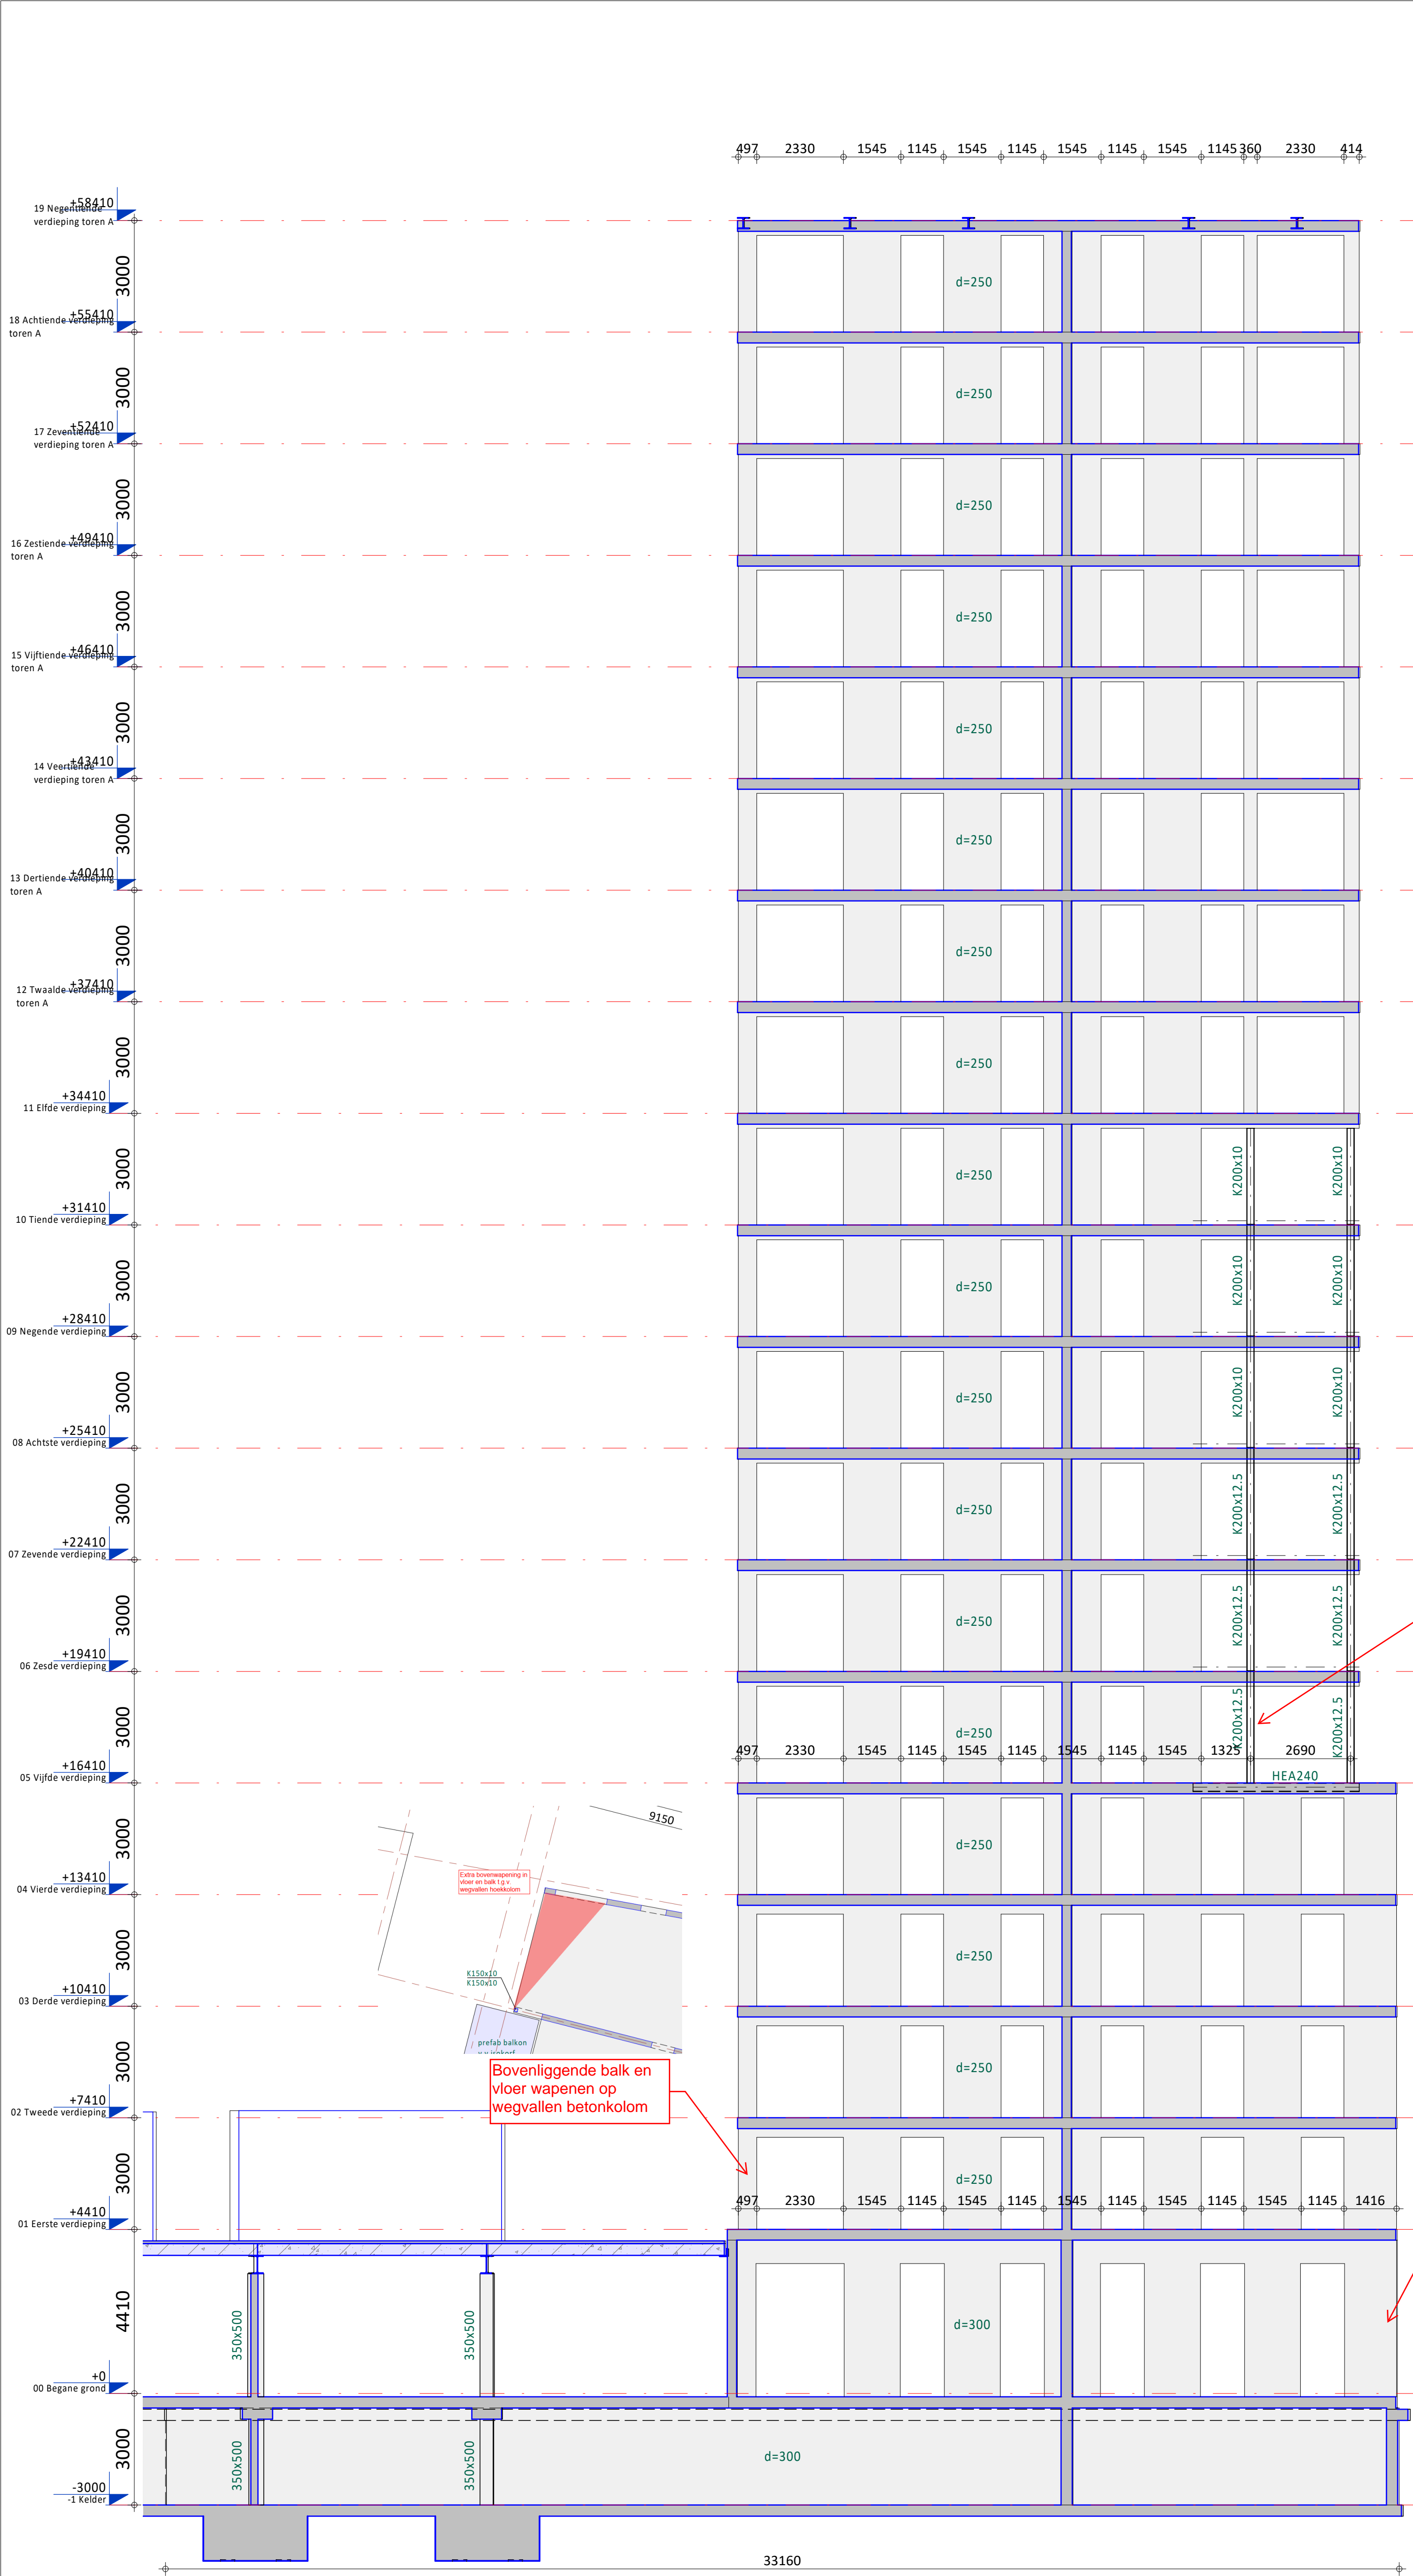 497 2330 1545 1145 1545 1145 1545 1145 1545 1145 360 2330 414
+58410
19 Negentiende
verdieping toren A
3000
d=250
+55410
18 Achtiende verdieping
toren A
3000
d=250
+52410
17 Zeventiende
verdieping toren A
3000
d=250
+49410
16 Zestiende verdieping
toren A
3000
d=250
+46410
15 Vijftiende verdieping
toren A
3000
d=250
+43410
14 Veertiende
verdieping toren A
3000
d=250
+40410
13 Dertiende verdieping
toren A
3000
d=250
+37410
12 Twaalde verdieping
toren A
3000
d=250
+34410
11 Elfde verdieping
3000
d=250
K200x10 K200x10
+31410
10 Tiende verdieping
3000
d=250
K200x10 K200x10
+28410
09 Negende verdieping
3000
d=250
K200x10 K200x10
+25410
08 Achtste verdieping
3000
d=250
K200x12.5 K200x12.5
+22410
07 Zevende verdieping
3000
d=250
K200x12.5 K200x12.5
+19410
06 Zesde verdieping
3000
d=250
K200x12.5 K200x12.5
497 2330 1545 1145 1545 1145 1545 1145 1545 1325 2690
+16410
05 Vijfde verdieping
HEA240
3000
d=250
9150
+13410
04 Vierde verdieping
Extra bovenwapening in
vloer en balk t.g.v.
wegvallen hoekkolom
3000
d=250
K150x10
K150x10
+10410
03 Derde verdieping
prefab balkon
3000
d=250
Bovenliggende balk en
vloer wapenen op
wegvallen betonkolom
+7410
02 Tweede verdieping
3000
d=250
497 2330 1545 1145 1545 1145 1545 1145 1545 1145 1545 1145 1416
+4410
01 Eerste verdieping
4410
350x500 350x500
d=300
+0
00 Begane grond
3000
350x500 350x500
d=300
-3000
-1 Kelder
33160